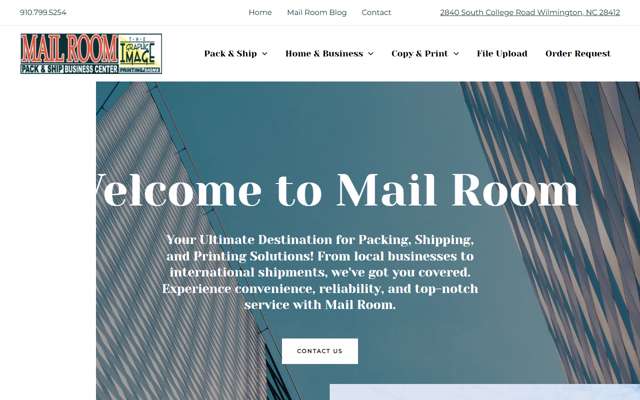 910.799.5254
Home
Mail Room Blog
Contact
2840 South College Road Wilmington, NC 28412
MAIL ROOM
PACK & SHIP BUSINESS CENTER
THE
GRAPHIC
IMAGE
Pack & Ship
Home & Business
Copy & Print
File Upload
Order Request
Welcome to Mail Room
Your Ultimate Destination for Packing, Shipping,
and Printing Solutions! From local businesses to
international shipments, we've got you covered.
Experience convenience, reliability, and top-notch
service with Mail Room.
CONTACT US